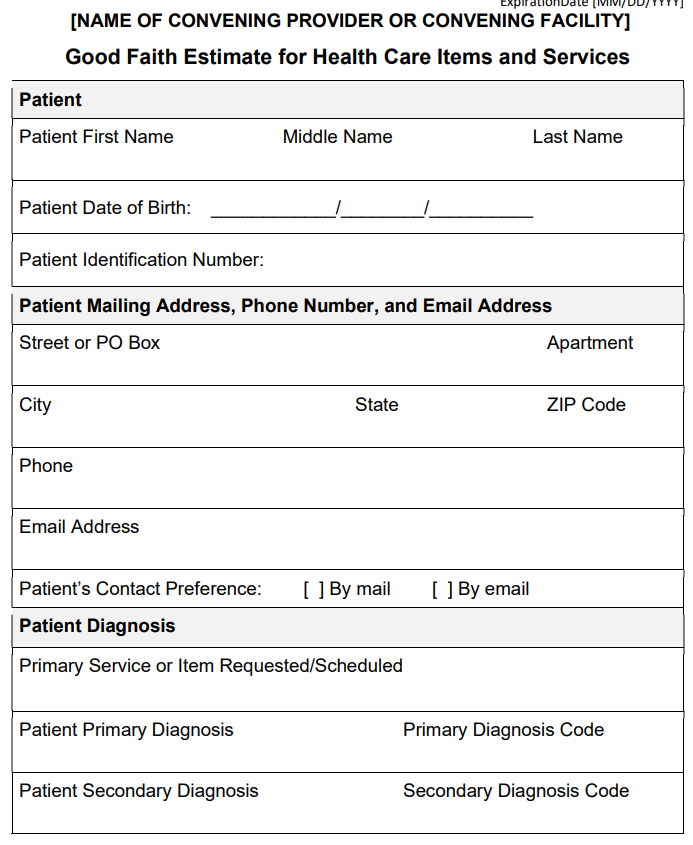 ExpirationDate [MM/DD/YYYY]
[NAME OF CONVENING PROVIDER OR CONVENING FACILITY]
Good Faith Estimate for Health Care Items and Services
Patient
Patient First Name Middle Name Last Name
Patient Date of Birth: ____________/________/__________
Patient Identification Number:
Patient Mailing Address, Phone Number, and Email Address
Street or PO Box Apartment
City State ZIP Code
Phone
Email Address
Patient’s Contact Preference: [ ] By mail [ ] By email
Patient Diagnosis
Primary Service or Item Requested/Scheduled
Patient Primary Diagnosis Primary Diagnosis Code
Patient Secondary Diagnosis Secondary Diagnosis Code